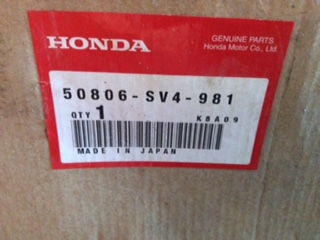 HONDA
GENUINE PARTS
Honda Motor Co., Ltd.
50806-SV4-981
QTY 1
K8A09
MADE IN JAPAN